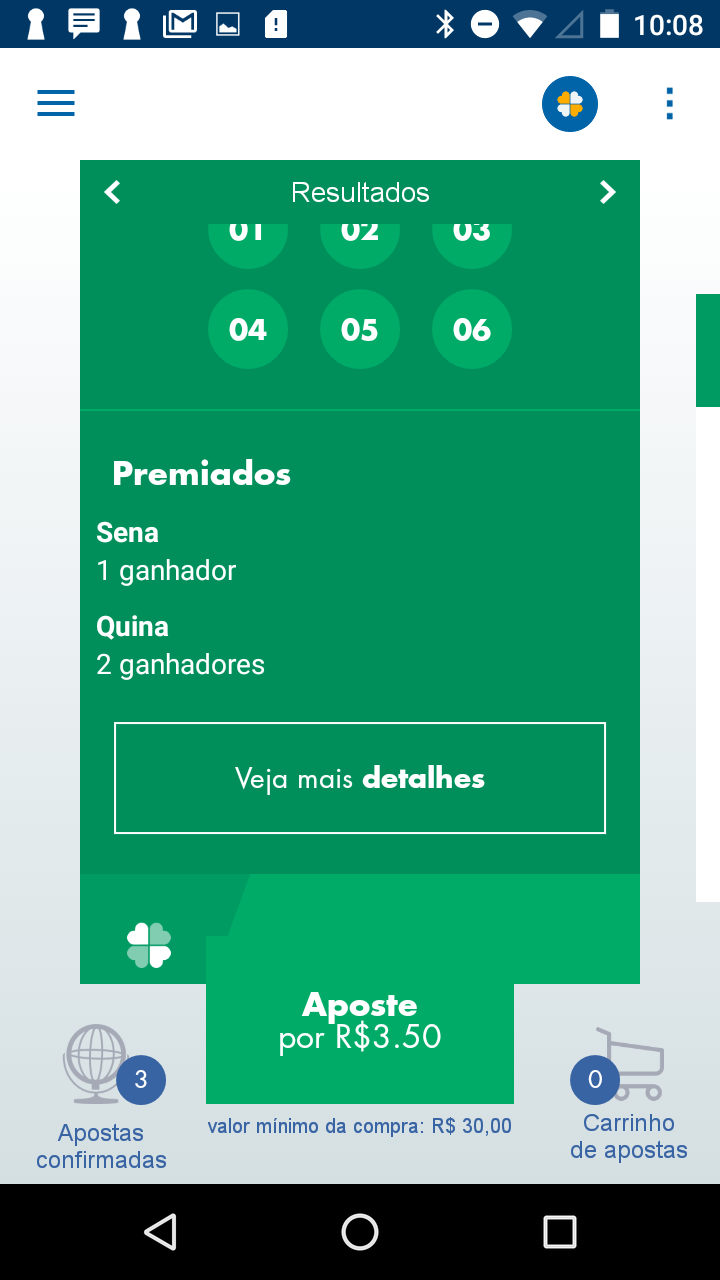 10:08
Resultados
01 02 03
04 05 06
Premiados
Sena
1 ganhador
Quina
2 ganhadores
Veja mais detalhes
Aposte
por R$3.50
valor mínimo da compra: R$ 30,00
3
Apostas
confirmadas
0
Carrinho
de apostas